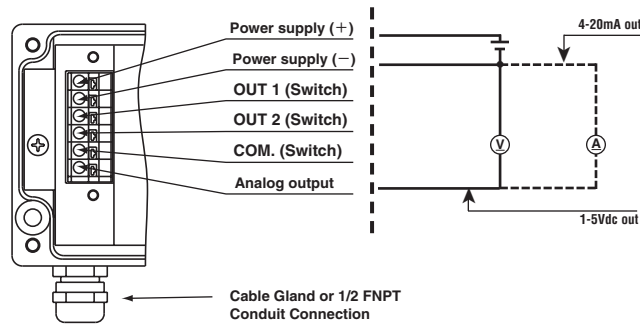 Power supply (+)
Power supply (−)
OUT 1 (Switch)
OUT 2 (Switch)
COM. (Switch)
Analog output
4-20mA out
V
A
1-5Vdc out
Cable Gland or 1/2 FNPT
Conduit Connection